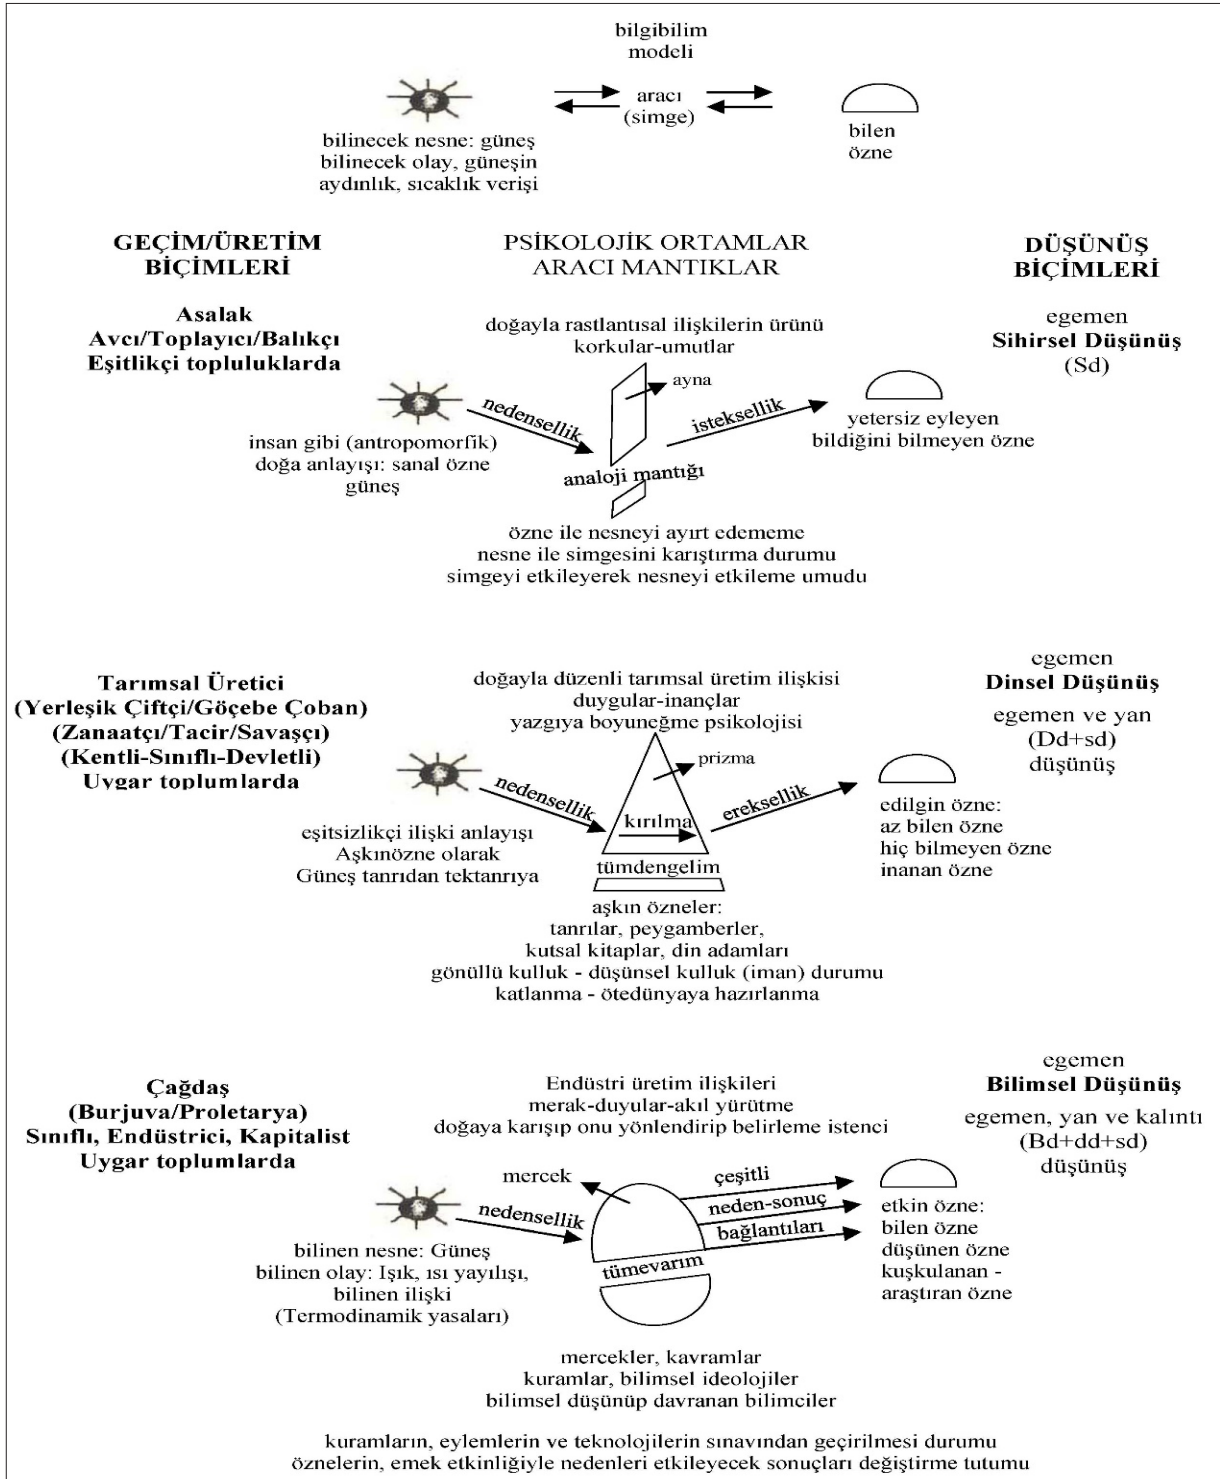 bilgibilim
modeli
aracı
(simge)
bilinecek nesne: güneş
bilinecek olay, güneşin
aydınlık, sıcaklık verişi
bilen
özne
GEÇİM/ÜRETİM
BİÇİMLERİ
PSİKOLOJİK ORTAMLAR
ARACI MANTIKLAR
DÜŞÜNÜŞ
BİÇİMLERİ
Asalak
Avcı/Toplayıcı/Balıkçı
Eşitlikçi topluluklarda
doğayla rastlantısal ilişkilerin ürünü
korkular-umutlar
egemen
Sihirsel Düşünüş
(Sd)
ayna
nedensellik
isteksellik
insan gibi (antropomorfik)
doğa anlayışı: sanal özne
güneş
analoji mantığı
yetersiz eyleyen
bildiğini bilmeyen özne
özne ile nesneyi ayırt edememe
nesne ile simgesini karıştırma durumu
simgeyi etkileyerek nesneyi etkileme umudu
Tarımsal Üretici
(Yerleşik Çiftçi/Göçebe Çoban)
(Zanaatçı/Tacir/Savaşçı)
(Kentli-Sınıflı-Devletli)
Uygar toplumlarda
doğayla düzenli tarımsal üretim ilişkisi
duygular-inançlar
yazgıya boyuneğme psikolojisi
egemen
Dinsel Düşünüş
egemen ve yan
(Dd+sd)
düşünüş
prizma
nedensellik
kırılma
ereksellik
eşitsizlikçi ilişki anlayışı
Aşkınözne olarak
Güneş tanrıdan tektanrıya
tümdengelim
edilgin özne:
az bilen özne
hiç bilmeyen özne
inanan özne
aşkın özneler:
tanrılar, peygamberler,
kutsal kitaplar, din adamları
gönüllü kulluk - düşünsel kulluk (iman) durumu
katlanma - ötedünyaya hazırlanma
Çağdaş
(Burjuva/Proletarya)
Sınıflı, Endüstrici, Kapitalist
Uygar toplumlarda
Endüstri üretim ilişkileri
merak-duyular-akıl yürütme
doğaya karışıp onu yönlendirip belirleme istenci
egemen
Bilimsel Düşünüş
egemen, yan ve kalıntı
(Bd+dd+sd)
düşünüş
mercek
nedensellik
çeşitli
neden-sonuç
bağlantıları
bilinen nesne: Güneş
bilinen olay: Işık, ısı yayılışı,
bilinen ilişki
(Termodinamik yasaları)
tümevarım
etkin özne:
bilen özne
düşünen özne
kuşkulanan -
araştıran özne
mercekler, kavramlar
kuramlar, bilimsel ideolojiler
bilimsel düşünüp davranan bilimciler
kuramların, eylemlerin ve teknolojilerin sınavından geçirilmesi durumu
öznelerin, emek etkinliğiyle nedenleri etkileyecek sonuçları değiştirme tutumu